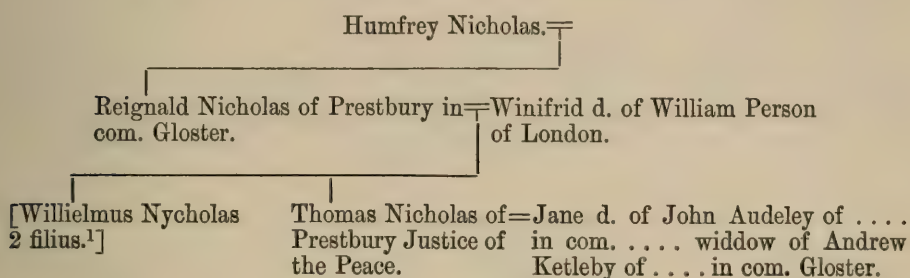 Humfrey Nicholas.
Reignald Nicholas of Prestbury in=Winifrid d. of William Person
com. Gloster. of London.
[Willielmus Nycholas Thomas Nicholas of=Jane d. of John Audeley of ....
2 filius.¹] Prestbury Justice of in com. .... widdow of Andrew
the Peace. Ketleby of .... in com. Gloster.